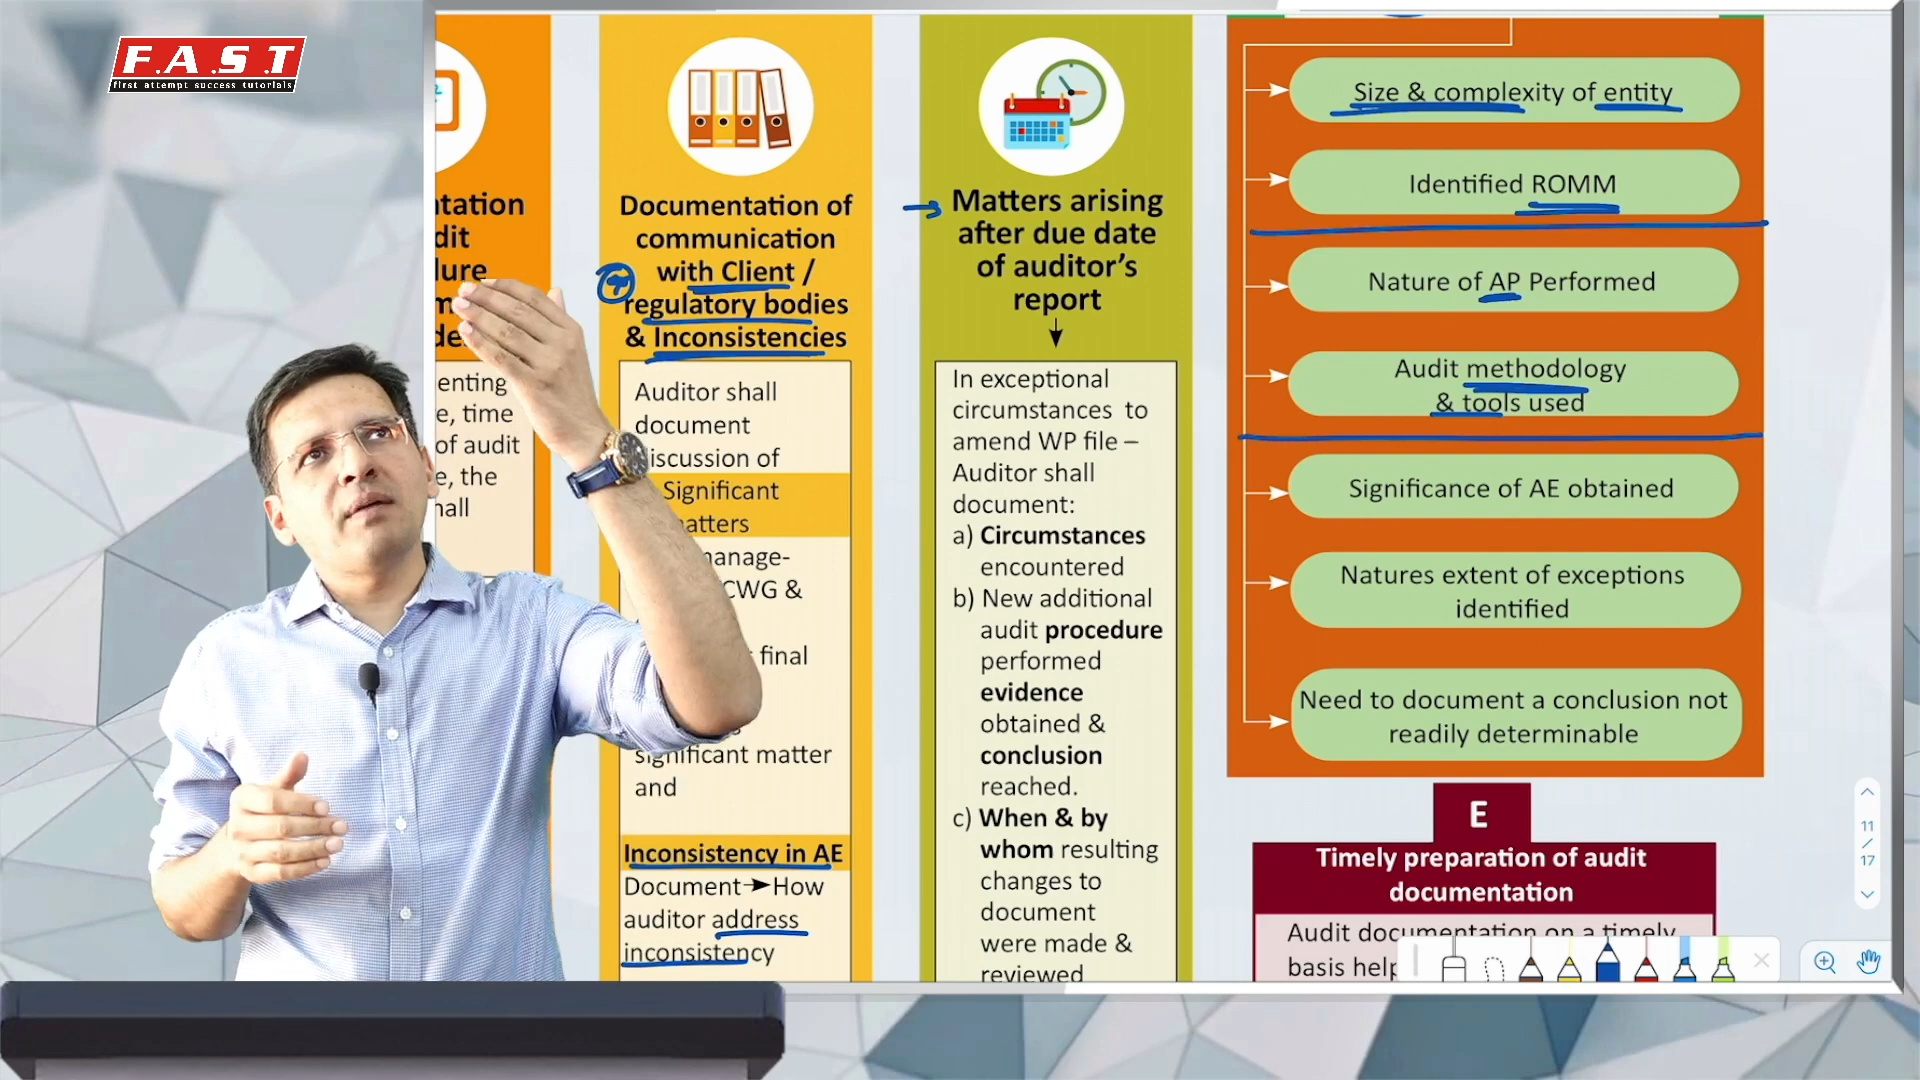 F.A.S.T
first attempt success tutorials
ntation
dit
lure
enting
e, time
of audit
e, the
hall
Documentation of
communication
with Client /
regulatory bodies
& Inconsistencies
Auditor shall
document
discussion of
Significant
matters
manage-
CWG &
final
significant matter
and
Inconsistency in AE
Document➛How
auditor address
inconsistency
Matters arising
after due date
of auditor’s
report
In exceptional
circumstances to
amend WP file –
Auditor shall
document:
a) Circumstances
encountered
b) New additional
audit procedure
performed
evidence
obtained &
conclusion
reached.
c) When & by
whom resulting
changes to
document
were made &
reviewed
Size & complexity of entity
Identified ROMM
Nature of AP Performed
Audit methodology
& tools used
Significance of AE obtained
Natures extent of exceptions
identified
Need to document a conclusion not
readily determinable
E
Timely preparation of audit
documentation
Audit documentation on a timely
basis help
11
/
17